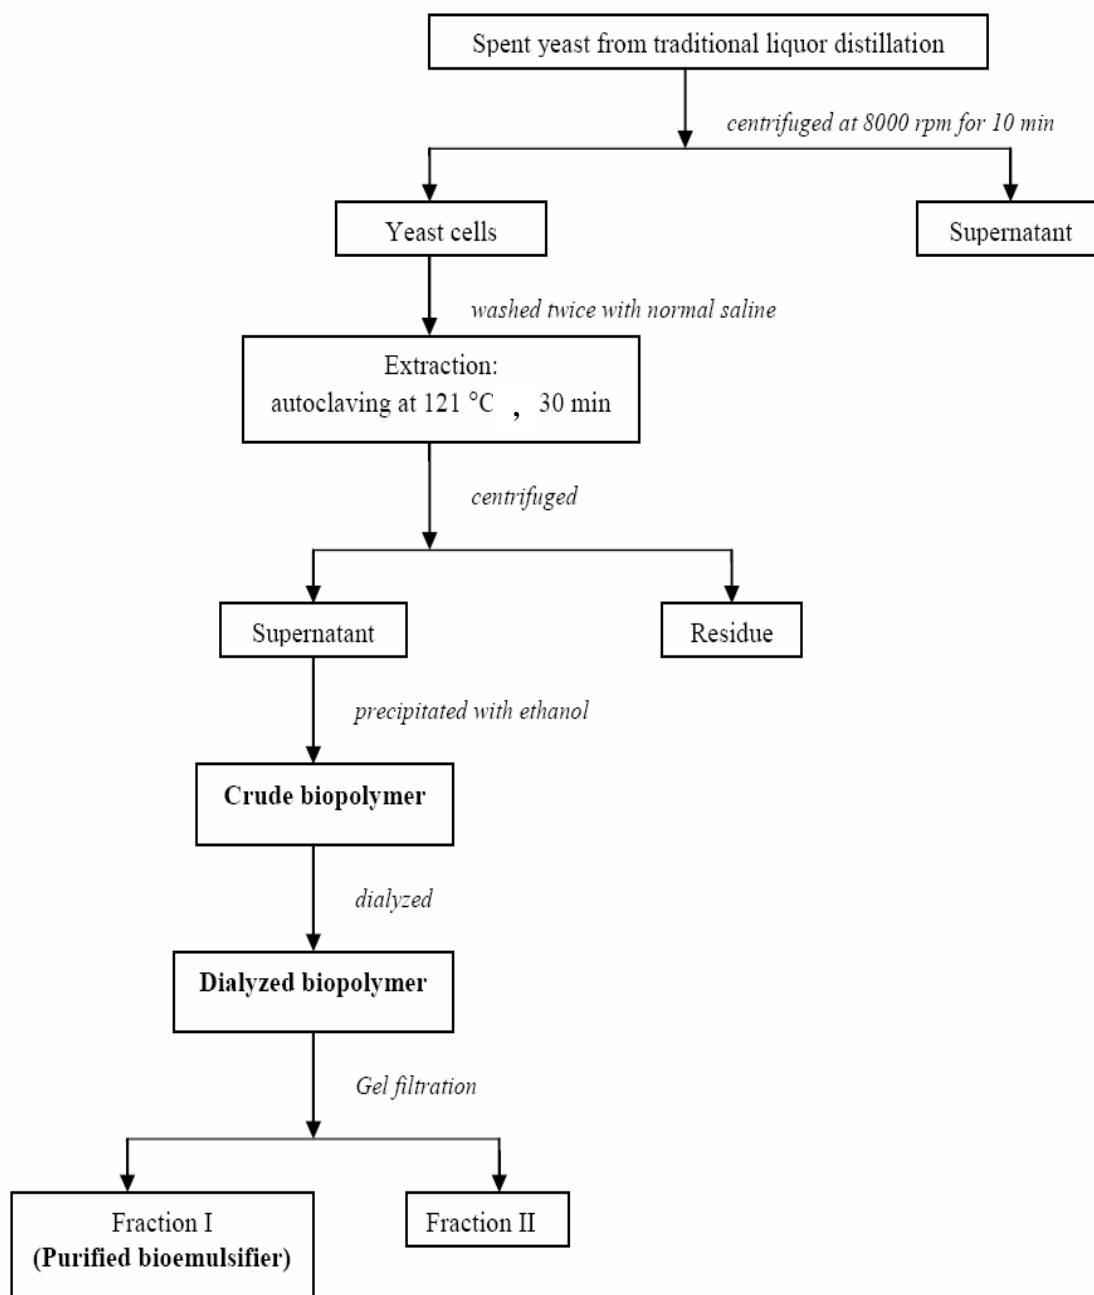 Spent yeast from traditional liquor distillation
centrifuged at 8000 rpm for 10 min
Yeast cells
Supernatant
washed twice with normal saline
Extraction:
autoclaving at 121 °C , 30 min
centrifuged
Supernatant
Residue
precipitated with ethanol
Crude biopolymer
dialyzed
Dialyzed biopolymer
Gel filtration
Fraction I
(Purified bioemulsifier)
Fraction II